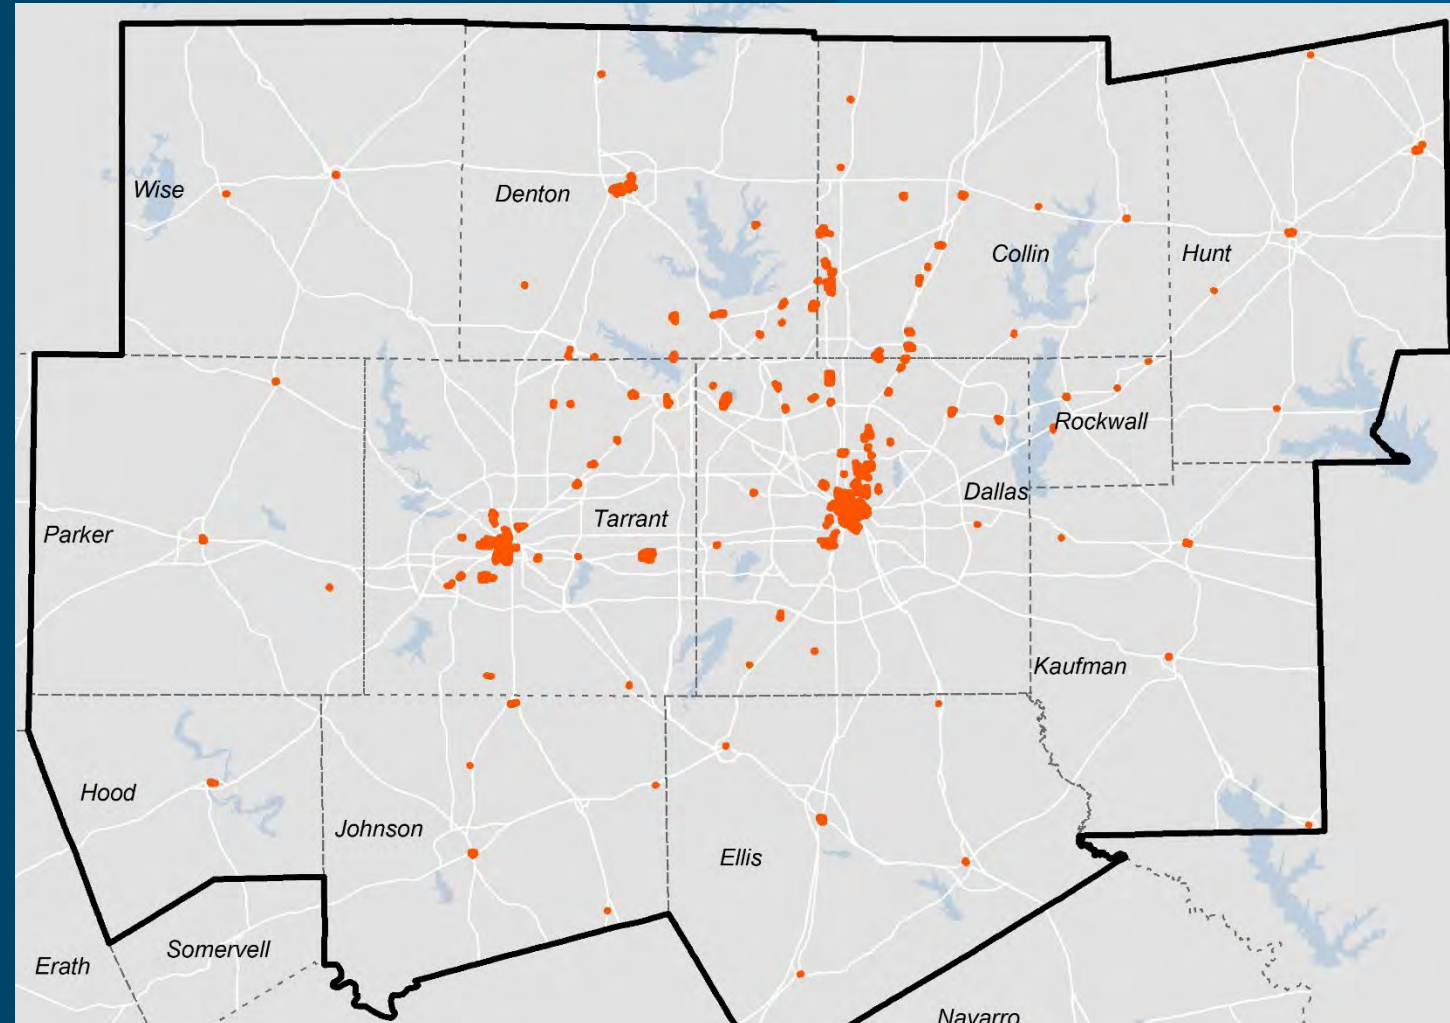 Wise
Denton
Collin
Hunt
Rockwall
Dallas
Tarrant
Parker
Kaufman
Hood
Johnson
Ellis
Somervell
Erath
Navarro